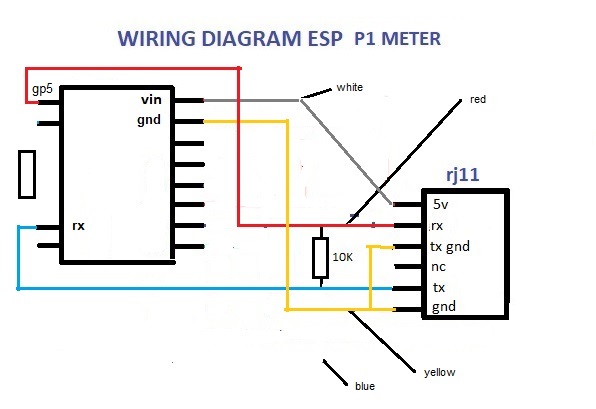 WIRING DIAGRAM ESP P1 METER
gp5
vin
gnd
rx
white
red
rj11
5v
rx
tx gnd
nc
tx
gnd
10K
yellow
blue